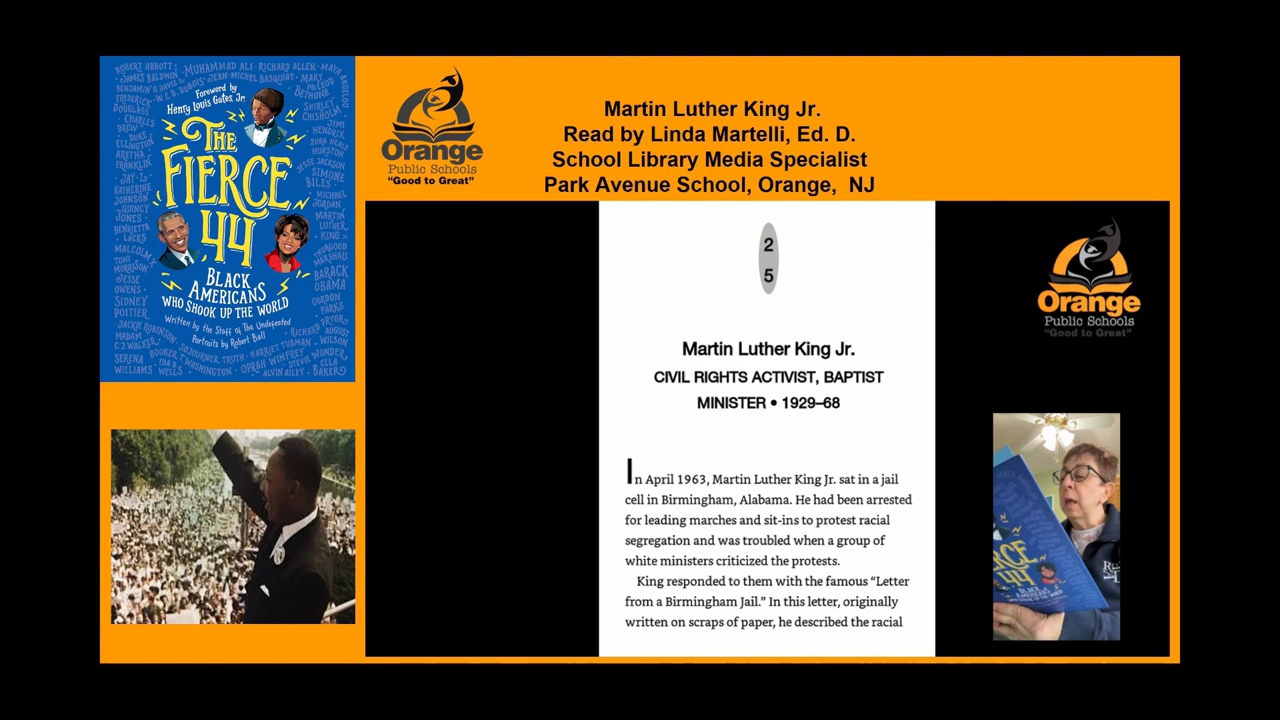 ROBERT ABBOTT · MUHAMMAD ALI · RICHARD ALLEN · MAYA ANGELOU
JAMES BALDWIN · JEAN-MICHEL BASQUIAT · MARY MCLEOD BETHUNE
Foreword by
Henry Louis Gates, Jr.
BENJAMIN O. DAVIS JR.
W. E. B. DUBOIS
FREDERICK DOUGLASS
CHARLES DREW
DUKE ELLINGTON
ARETHA FRANKLIN
JAY-Z
KATHERINE JOHNSON
QUINCY JONES
HENRIETTA LACKS
MALCOLM X
TONI MORRISON
JESSE OWENS
SIDNEY POITIER
SHIRLEY CHISHOLM
JIMI HENDRIX
ZORA NEALE HURSTON
JESSE JACKSON
SIMONE BILES
MICHAEL JORDAN
MARTIN LUTHER KING JR.
THURGOOD MARSHALL
BARACK OBAMA
GORDON PARKS
RICHARD PRYOR
THE
FIERCE
44
BLACK
AMERICANS
WHO SHOOK UP THE WORLD
Written by the Staff of The Undefeated
Portraits by Robert Ball
JACKIE ROBINSON · SOJOURNER TRUTH · HARRIET TUBMAN
AUGUST WILSON
MADAM C.J. WALKER
BOOKER T. WASHINGTON · OPRAH WINFREY · STEVIE WONDER
SERENA WILLIAMS
IDA B. WELLS
ALVIN AILEY
ELLA BAKER
Orange
Public Schools
"Good to Great"
Martin Luther King Jr.
Read by Linda Martelli, Ed. D.
School Library Media Specialist
Park Avenue School, Orange, NJ
2
5
Martin Luther King Jr.
CIVIL RIGHTS ACTIVIST, BAPTIST
MINISTER • 1929–68
In April 1963, Martin Luther King Jr. sat in a jail
cell in Birmingham, Alabama. He had been arrested
for leading marches and sit-ins to protest racial
segregation and was troubled when a group of
white ministers criticized the protests.
King responded to them with the famous “Letter
from a Birmingham Jail.” In this letter, originally
written on scraps of paper, he described the racial
Orange
Public Schools
"Good to Great"
44